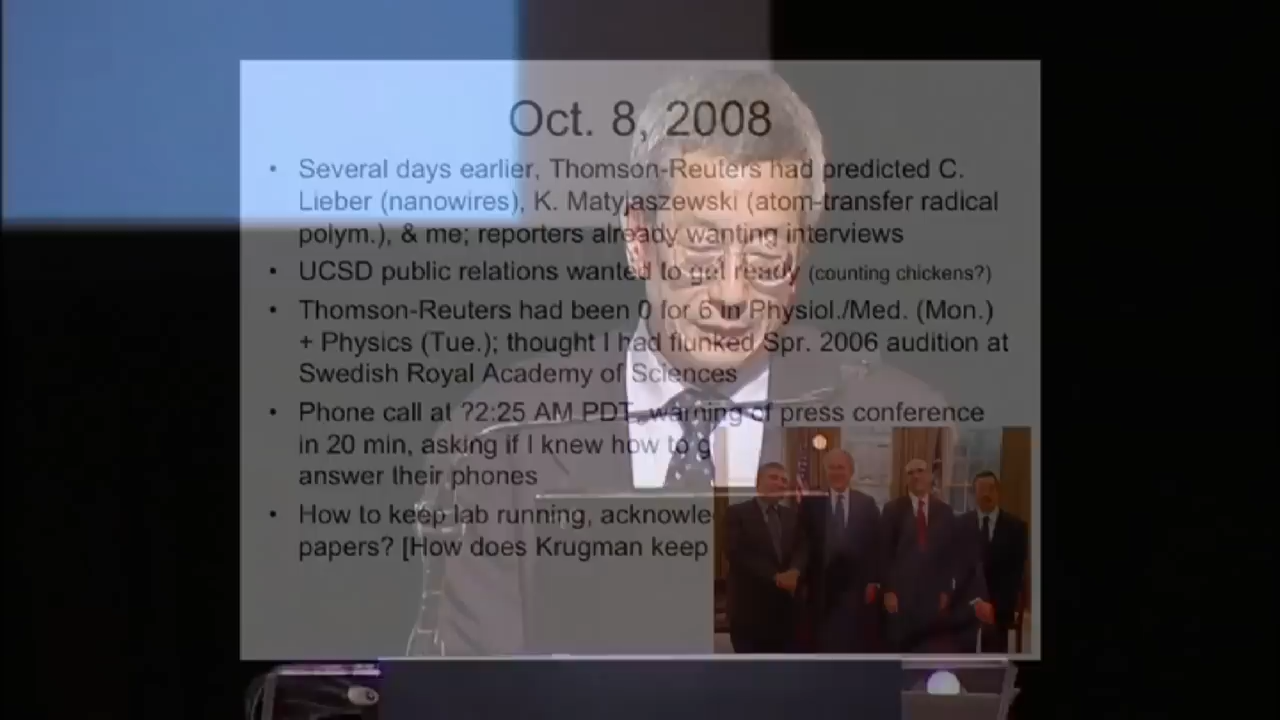 Oct. 8, 2008
• Several days earlier, Thomson-Reuters had predicted C.
Lieber (nanowires), K. Matyjaszewski (atom-transfer radical
polym.), & me; reporters already wanting interviews
• UCSD public relations wanted to get ready (counting chickens?)
• Thomson-Reuters had been 0 for 6 in Physiol./Med. (Mon.)
+ Physics (Tue.); thought I had flunked Spr. 2006 audition at
Swedish Royal Academy of Sciences
• Phone call at ?2:25 AM PDT, warning of press conference
in 20 min, asking if I knew how to
answer their phones
• How to keep lab running,
papers? [How does Krugman keep